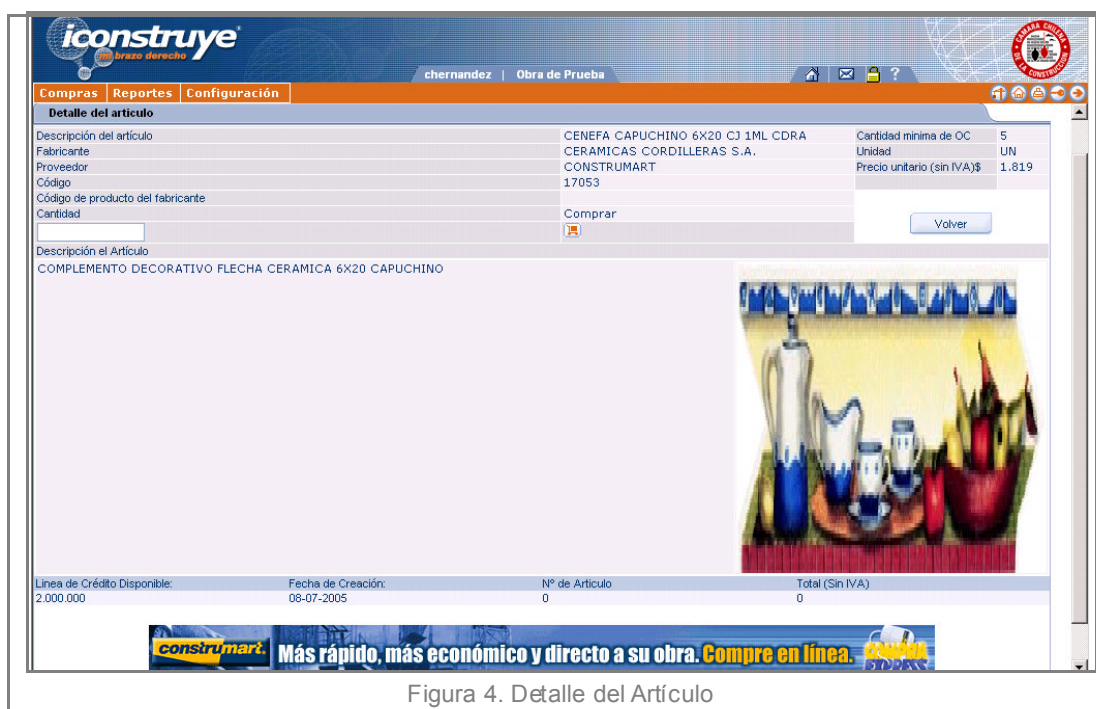 iconstruye
mi brazo derecho
chernandez | Obra de Prueba
?
Compras Reportes Configuración
Detalle del articulo
Descripción del artículo CENEFA CAPUCHINO 6X20 CJ 1ML CDRA Cantidad minima de OC 5
Fabricante CERAMICAS CORDILLERAS S.A. Unidad UN
Proveedor CONSTRUMART Precio unitario (sin IVA)$ 1.819
Código 17053
Código de producto del fabricante
Cantidad Comprar
Volver
Descripción el Artículo
COMPLEMENTO DECORATIVO FLECHA CERAMICA 6X20 CAPUCHINO
Linea de Crédito Disponible: Fecha de Creación: Nº de Articulo Total (Sin IVA)
2.000.000 08-07-2005 0 0
construmart. Más rápido, más económico y directo a su obra. Compre en línea.
Figura 4. Detalle del Artículo